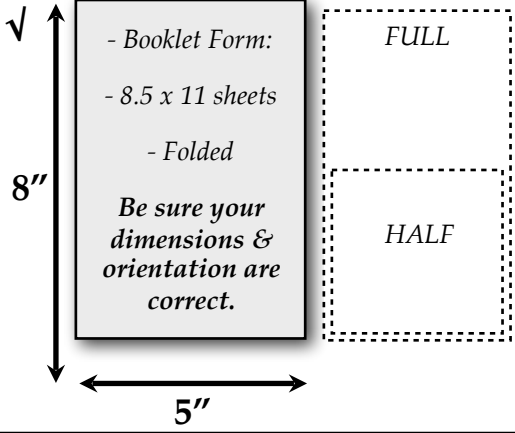 √
- Booklet Form:
- 8.5 x 11 sheets
- Folded
Be sure your
dimensions &
orientation are
correct.
8″
5″
FULL
HALF